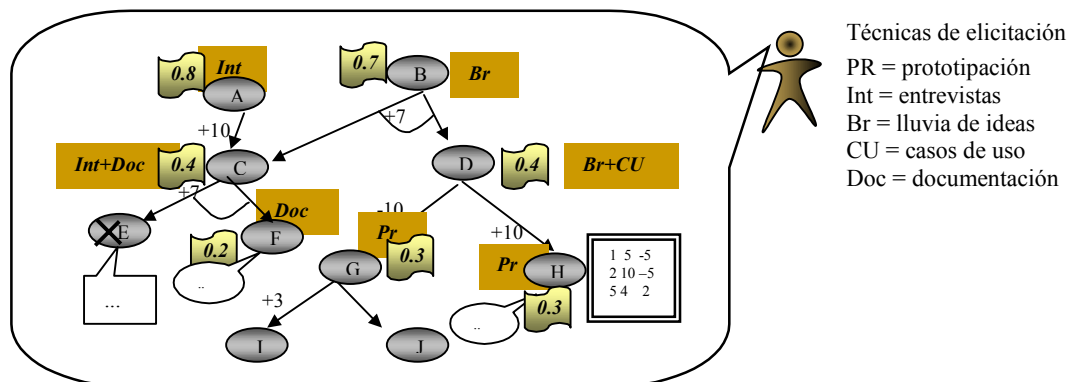 Técnicas de elicitación
PR = prototipación
Int = entrevistas
Br = lluvia de ideas
CU = casos de uso
Doc = documentación
0.8
Int
A
0.7
B
Br
+10
+7
Int+Doc
0.4
C
D
0.4
Br+CU
+7
Doc
-10
+10
E
F
0.2
Pr
0.3
G
Pr
H
0.3
1 5 -5
2 10 –5
5 4 2
...
..
..
+3
I
J